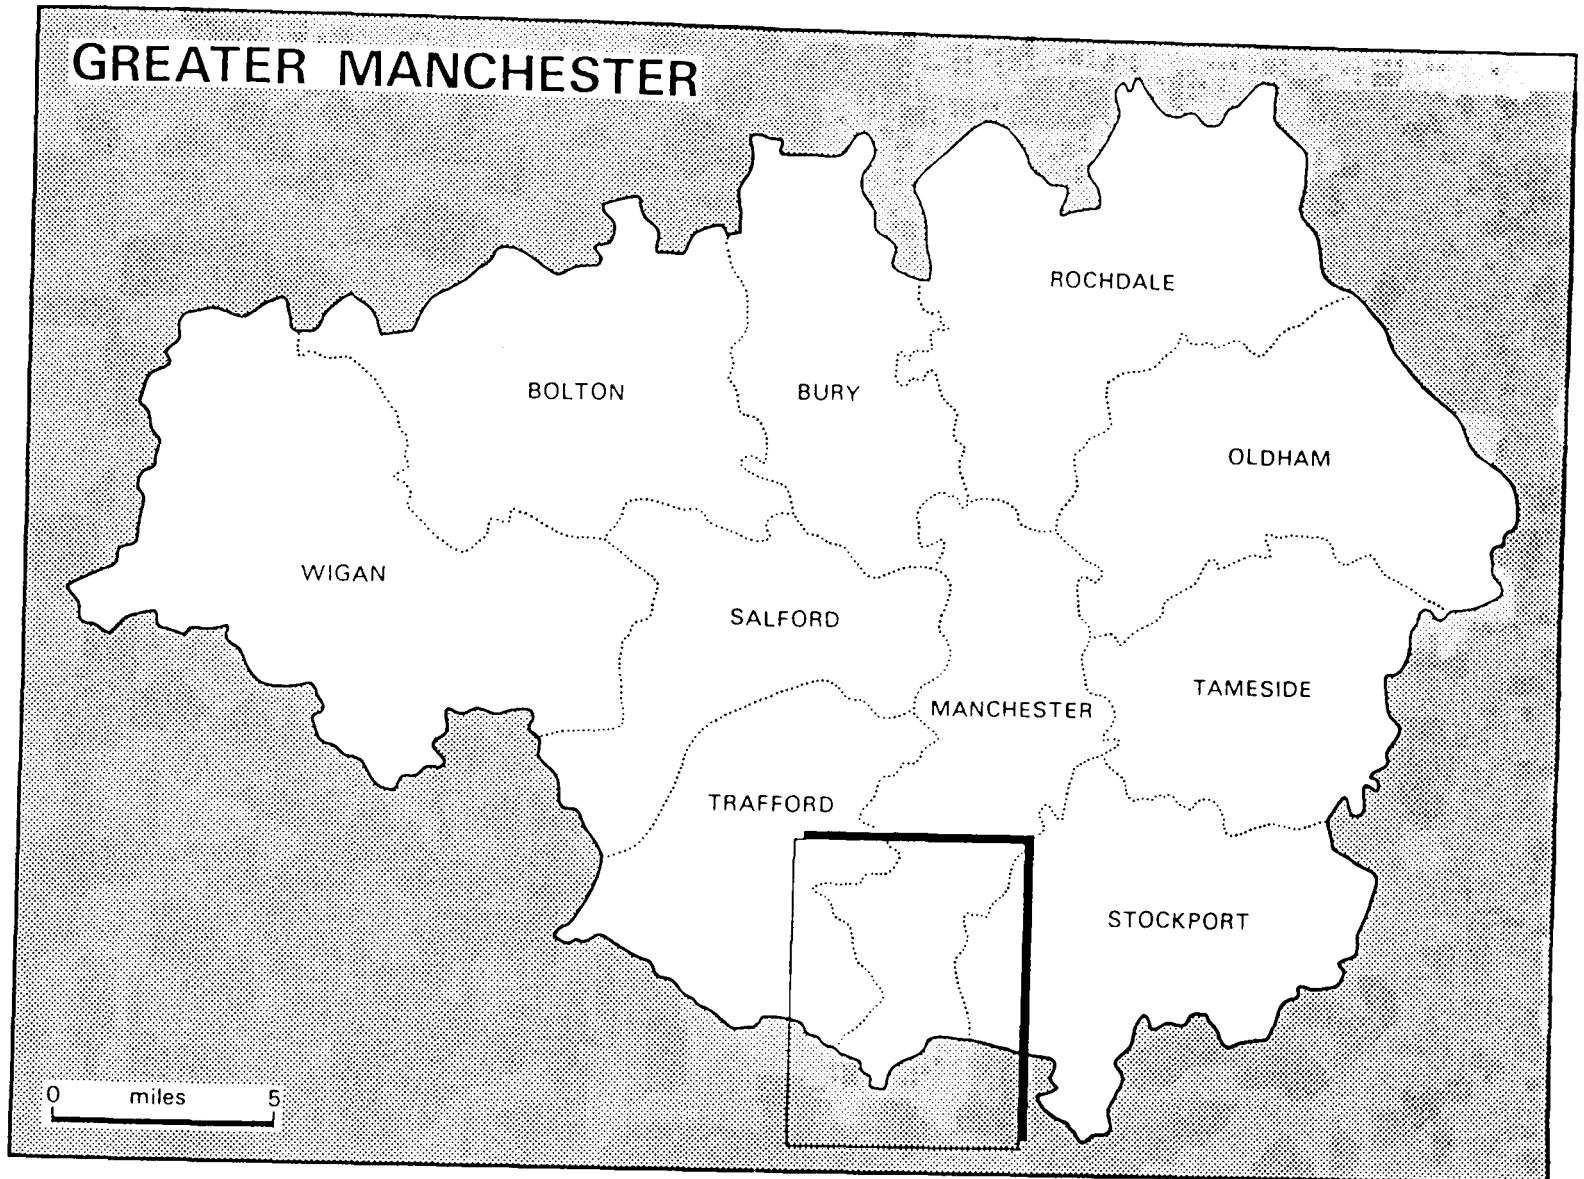 GREATER MANCHESTER
ROCHDALE
BOLTON
BURY
OLDHAM
WIGAN
SALFORD
TAMESIDE
MANCHESTER
TRAFFORD
STOCKPORT
0 miles 5